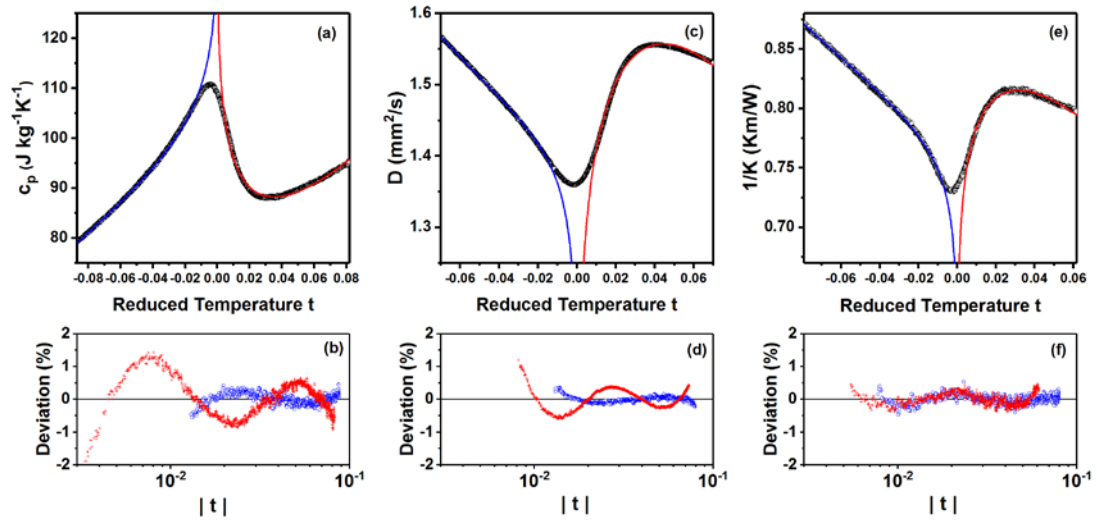 (a)
c_p (J kg⁻¹K⁻¹)
120
110
100
90
80
-0.08 -0.06 -0.04 -0.02 0.00 0.02 0.04 0.06 0.08
Reduced Temperature t
(c)
D (mm²/s)
1.6
1.5
1.4
1.3
-0.06 -0.04 -0.02 0.00 0.02 0.04 0.06
Reduced Temperature t
(e)
1/K (Km/W)
0.85
0.80
0.75
0.70
-0.06 -0.04 -0.02 0.00 0.02 0.04 0.06
Reduced Temperature t
(b)
Deviation (%)
2
1
0
-1
-2
10⁻² 10⁻¹
| t |
(d)
Deviation (%)
2
1
0
-1
-2
10⁻² 10⁻¹
| t |
(f)
Deviation (%)
2
1
0
-1
-2
10⁻² 10⁻¹
| t |